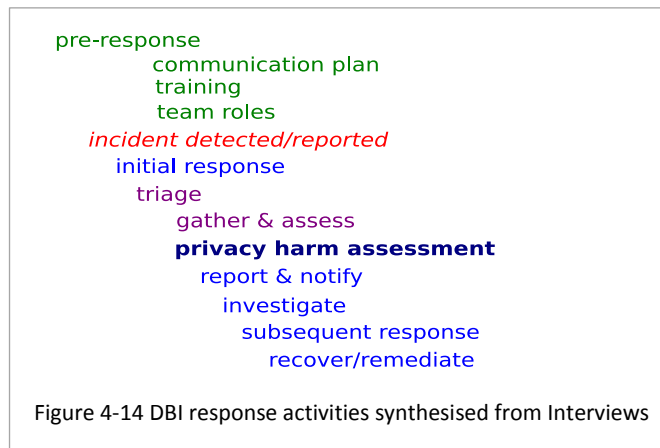 pre-response
communication plan
training
team roles
incident detected/reported
initial response
triage
gather & assess
privacy harm assessment
report & notify
investigate
subsequent response
recover/remediate
Figure 4-14 DBI response activities synthesised from Interviews